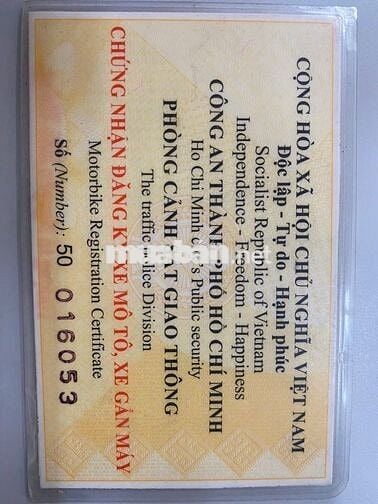 CỘNG HÒA XÃ HỘI CHỦ NGHĨA VIỆT NAM
Độc lập - Tự do - Hạnh phúc
Socialist Republic of Vietnam
Independence - Freedom - Happiness
CÔNG AN THÀNH PHỐ HỒ CHÍ MINH
Ho Chi Minh city's Public security
PHÒNG CẢNH SÁT GIAO THÔNG
The traffic Police Division
CHỨNG NHẬN ĐĂNG KÝ XE MÔ TÔ, XE GẮN MÁY
Motorbike Registration Certificate
Số (Number): 50 016053